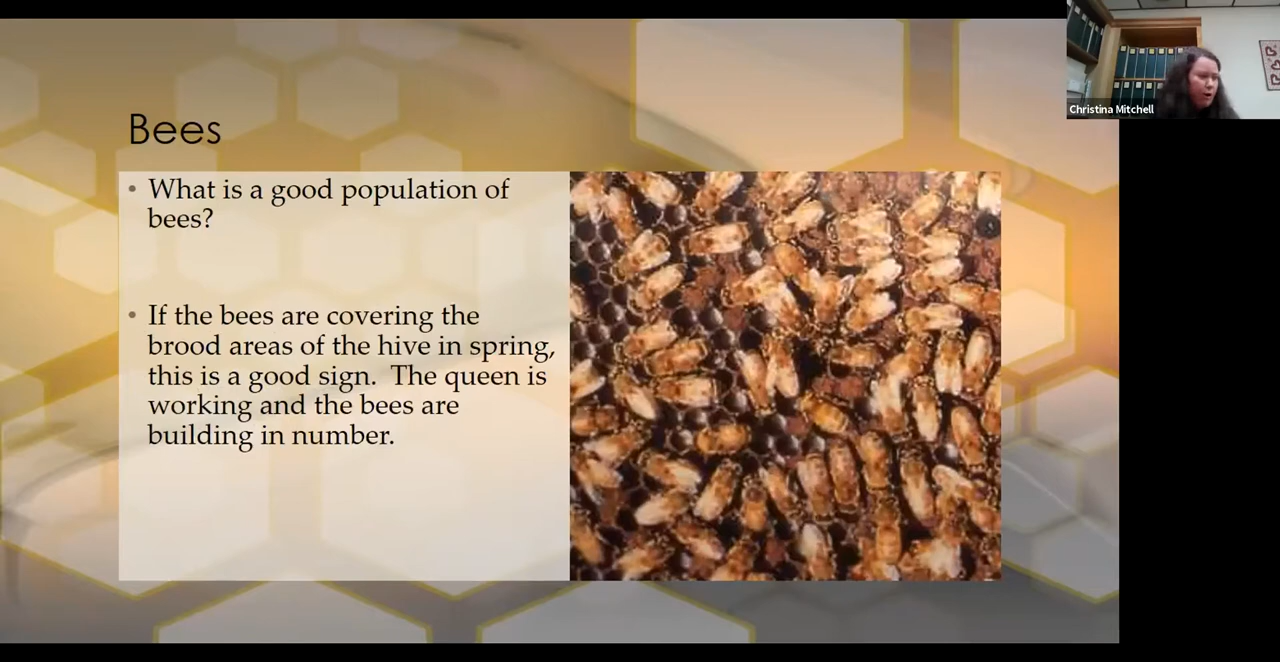 Christina Mitchell
Bees
• What is a good population of
bees?
• If the bees are covering the
brood areas of the hive in spring,
this is a good sign.  The queen is
working and the bees are
building in number.